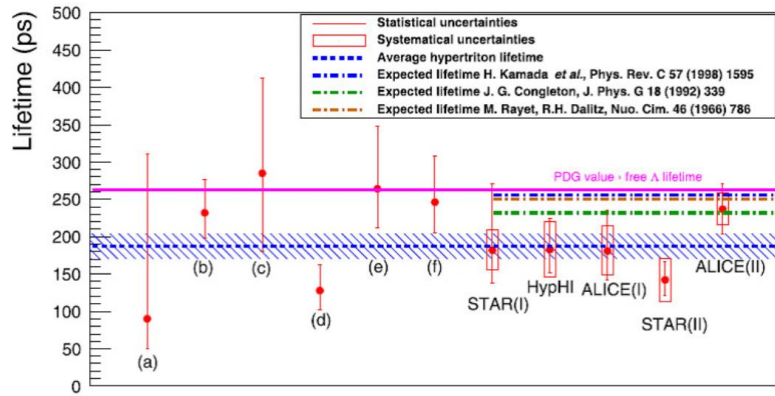 Lifetime (ps)
500
450
400
350
300
250
200
150
100
50
0
Statistical uncertainties
Systematical uncertainties
Average hypertriton lifetime
Expected lifetime H. Kamada et al., Phys. Rev. C 57 (1998) 1595
Expected lifetime J. G. Congleton, J. Phys. G 18 (1992) 339
Expected lifetime M. Rayet, R.H. Dalitz, Nuo. Cim. 46 (1966) 786
PDG value - free Λ lifetime
(a)
(b)
(c)
(d)
(e)
(f)
STAR(I)
HypHI
ALICE(I)
STAR(II)
ALICE(II)